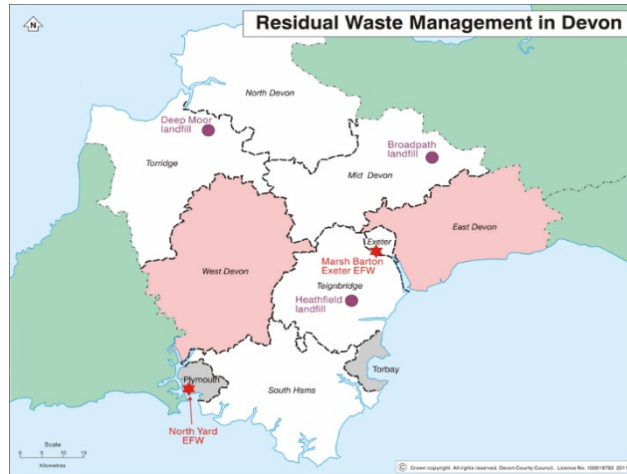 Residual Waste Management in Devon
N
North Devon
Deep Moor
landfill
Broadpath
landfill
Torridge
Mid Devon
East Devon
Exeter
West Devon
Marsh Barton
Exeter EFW
Teignbridge
Heathfield
landfill
Torbay
Plymouth
South Hams
North Yard
EFW
Scale
0 5 10 15
Kilometres
© Crown copyright. All rights reserved. Devon County Council. Licence No. 100019783 2011